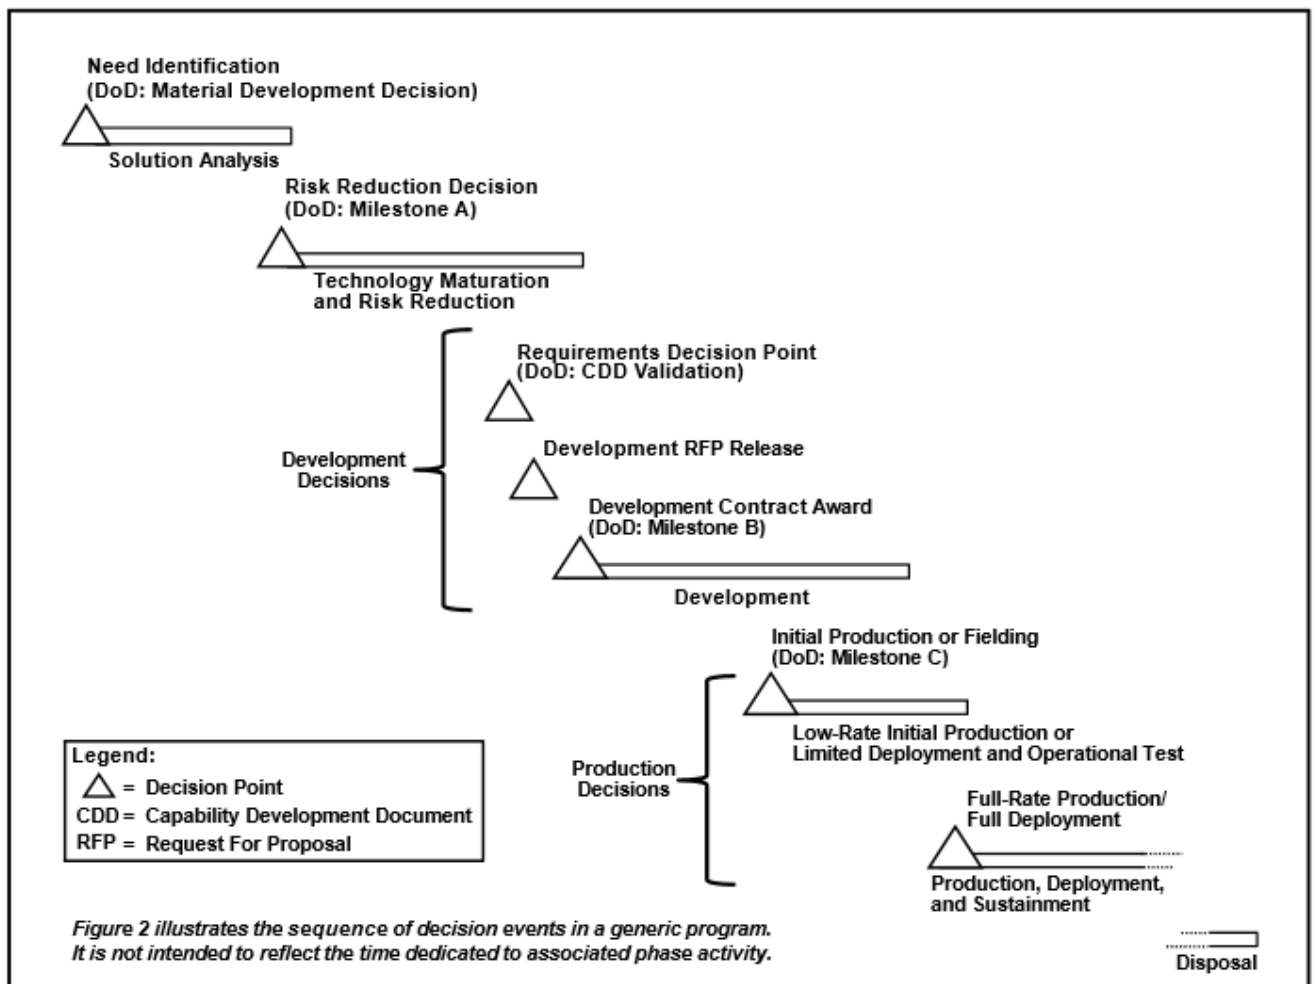 Need Identification
(DoD: Material Development Decision)
Solution Analysis
Risk Reduction Decision
(DoD: Milestone A)
Technology Maturation
and Risk Reduction
Requirements Decision Point
(DoD: CDD Validation)
Development
Decisions
Development RFP Release
Development Contract Award
(DoD: Milestone B)
Development
Initial Production or Fielding
(DoD: Milestone C)
Low-Rate Initial Production or
Limited Deployment and Operational Test
Production
Decisions
Full-Rate Production/
Full Deployment
Production, Deployment,
and Sustainment
Disposal
Legend:
= Decision Point
CDD = Capability Development Document
RFP = Request For Proposal
Figure 2 illustrates the sequence of decision events in a generic program.
It is not intended to reflect the time dedicated to associated phase activity.